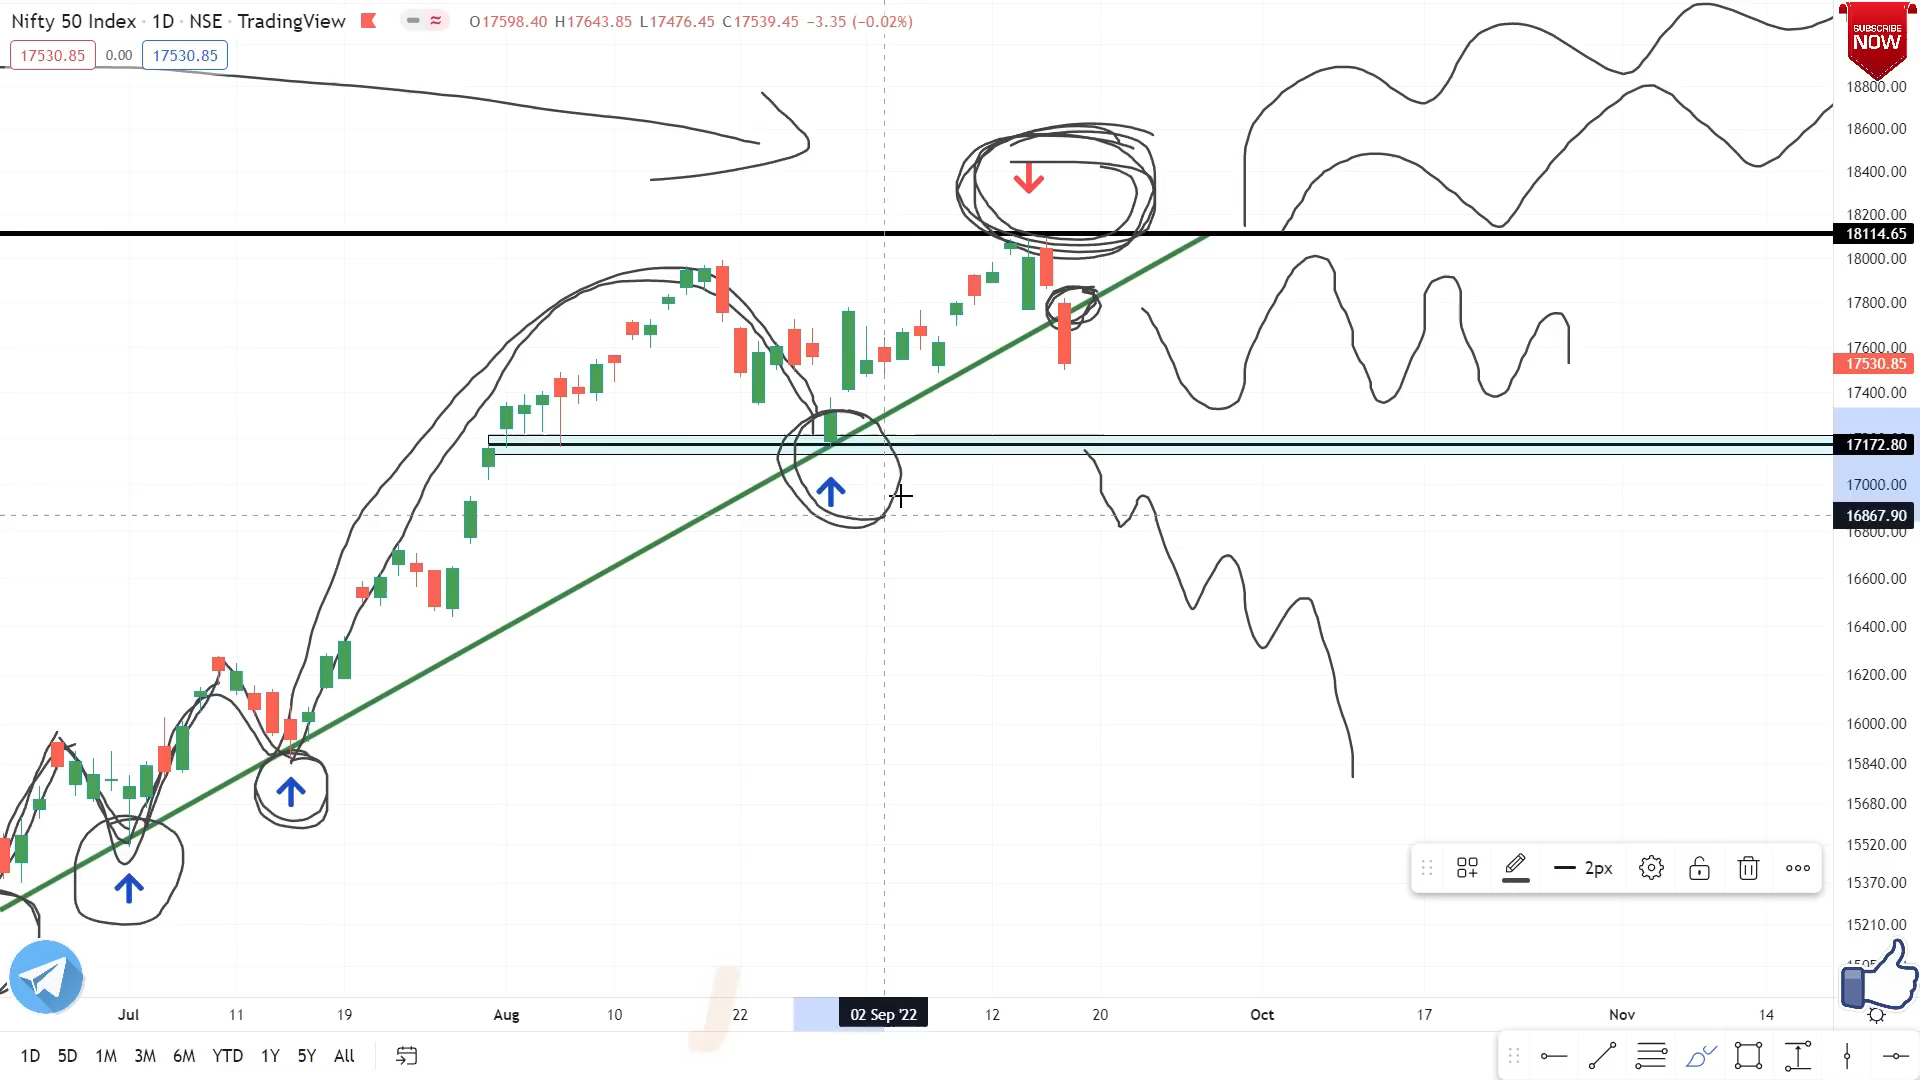 Nifty 50 Index · 1D · NSE · TradingView
O17598.40 H17643.85 L17476.45 C17539.45 −3.35 (−0.02%)
SUBSCRIBE
NOW
17530.85 0.00 17530.85
18800.00
18600.00
18400.00
18200.00
18114.65
18000.00
17800.00
17600.00
17530.85
17400.00
17172.80
17000.00
16867.90
16800.00
16600.00
16400.00
16200.00
16000.00
15840.00
15680.00
15520.00
2px
15370.00
15210.00
Jul 11 19 Aug 10 22 02 Sep '22 12 20 Oct 17 Nov 14
1D 5D 1M 3M 6M YTD 1Y 5Y All